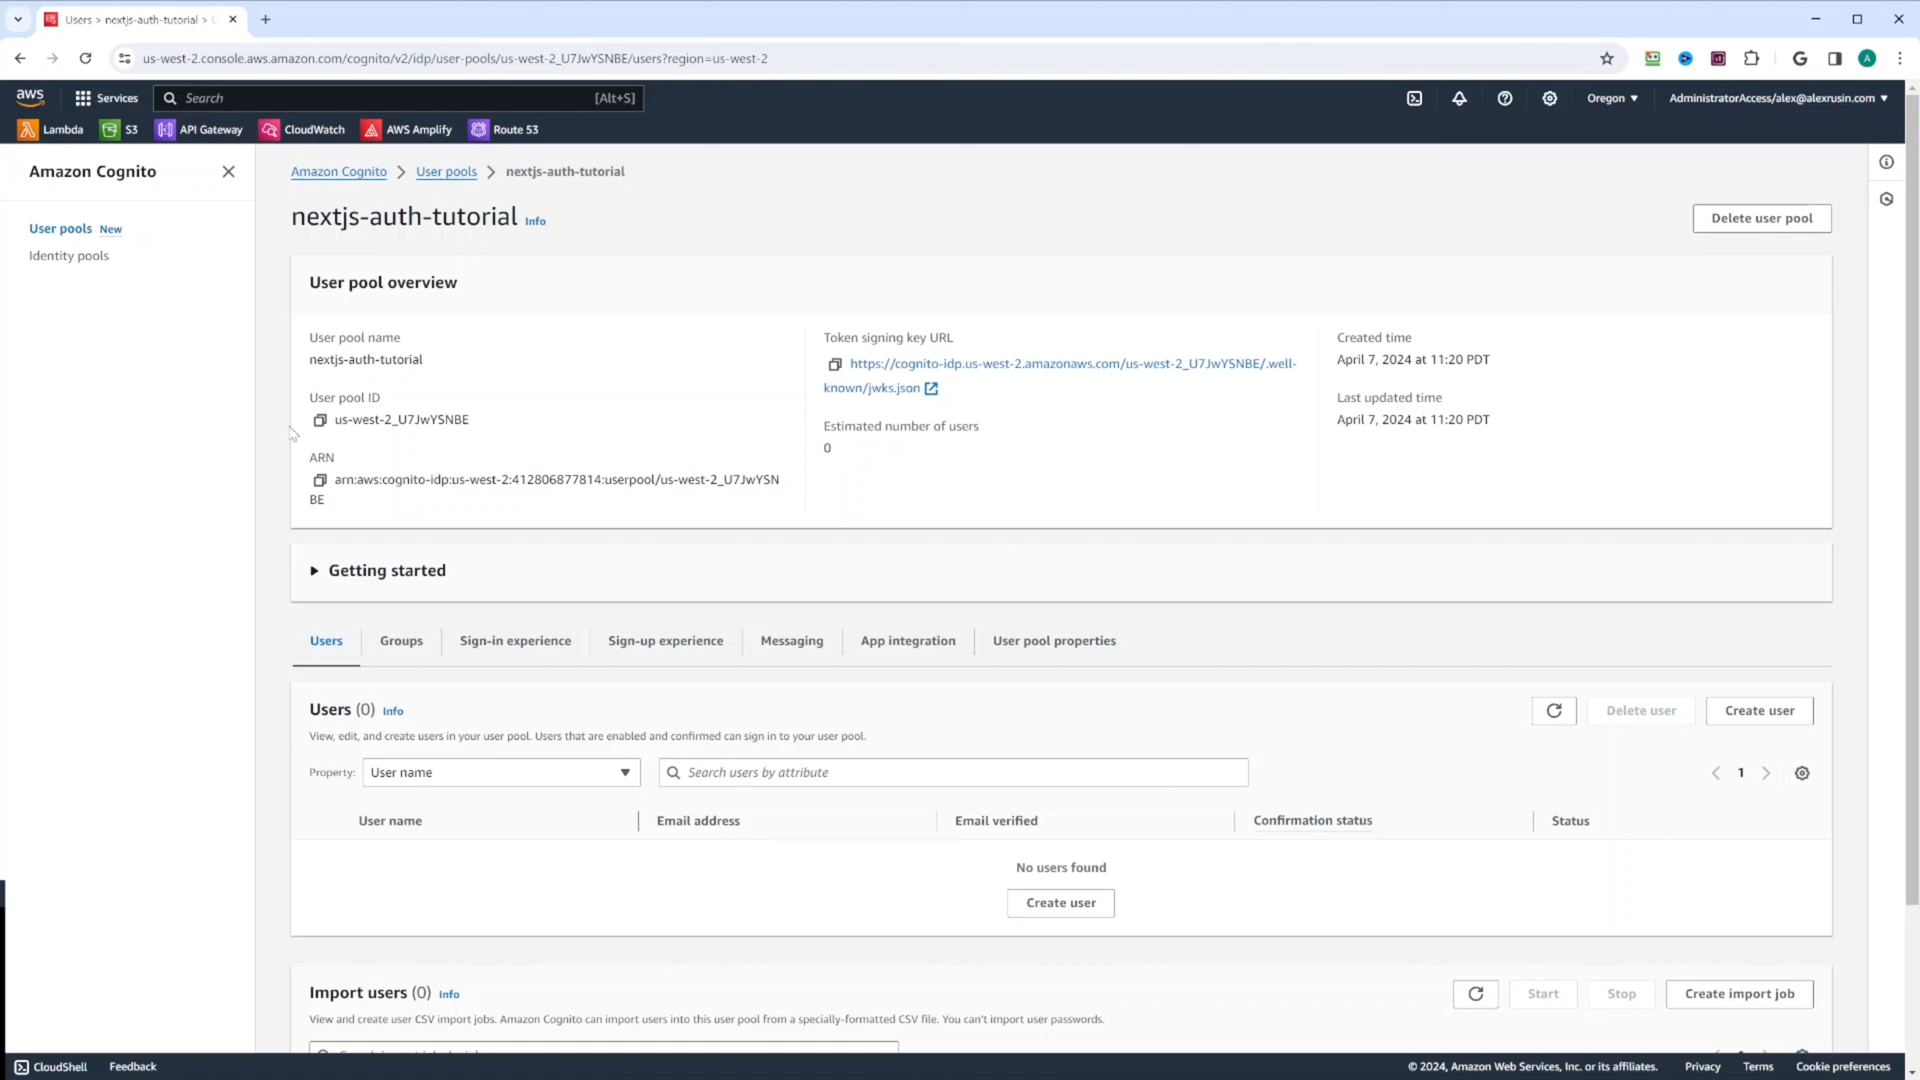 Users > nextjs-auth-tutorial >
us-west-2.console.aws.amazon.com/cognito/v2/idp/user-pools/us-west-2_U7JwYSNBE/users?region=us-west-2
A
aws Services Search [Alt+S] Oregon AdministratorAccess/alex@alexrusin.com
Lambda S3 API Gateway CloudWatch AWS Amplify Route 53
Amazon Cognito
User pools New
Identity pools
Amazon Cognito > User pools > nextjs-auth-tutorial
nextjs-auth-tutorial Info
Delete user pool
User pool overview
User pool name
nextjs-auth-tutorial
User pool ID
us-west-2_U7JwYSNBE
ARN
arn:aws:cognito-idp:us-west-2:412806877814:userpool/us-west-2_U7JwYSN
BE
Token signing key URL
https://cognito-idp.us-west-2.amazonaws.com/us-west-2_U7JwYSNBE/.well-
known/jwks.json
Estimated number of users
0
Created time
April 7, 2024 at 11:20 PDT
Last updated time
April 7, 2024 at 11:20 PDT
Getting started
Users Groups Sign-in experience Sign-up experience Messaging App integration User pool properties
Users (0) Info
Delete user Create user
View, edit, and create users in your user pool. Users that are enabled and confirmed can sign in to your user pool.
Property: User name Search users by attribute 1
User name Email address Email verified Confirmation status Status
No users found
Create user
Import users (0) Info
Start Stop Create import job
View and create user CSV import jobs. Amazon Cognito can import users into this user pool from a specially-formatted CSV file. You can't import user passwords.
CloudShell Feedback © 2024, Amazon Web Services, Inc. or its affiliates. Privacy Terms Cookie preferences